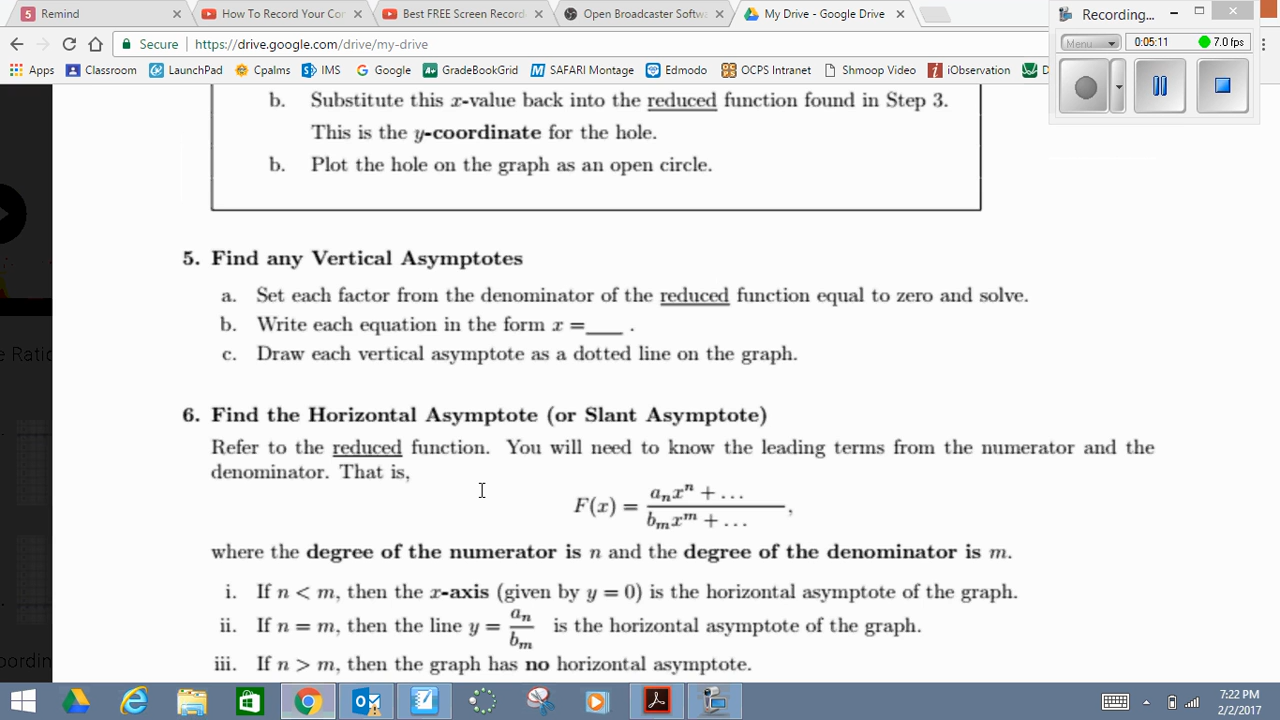 Remind
How To Record Your Con
Best FREE Screen Record
Open Broadcaster Softwa
My Drive - Google Drive
Recording...
Secure https://drive.google.com/drive/my-drive
Menu 0:05:11 7.0 fps
Apps Classroom LaunchPad Cpalms IMS Google GradeBookGrid SAFARI Montage Edmodo OCPS Intranet Shmoop Video iObservation D
b. Substitute this x-value back into the reduced function found in Step 3.
This is the y-coordinate for the hole.
b. Plot the hole on the graph as an open circle.
5. Find any Vertical Asymptotes
a. Set each factor from the denominator of the reduced function equal to zero and solve.
b. Write each equation in the form x =___ .
c. Draw each vertical asymptote as a dotted line on the graph.
e Ratio
6. Find the Horizontal Asymptote (or Slant Asymptote)
Refer to the reduced function. You will need to know the leading terms from the numerator and the
denominator. That is,
F(x) = (aₙxⁿ + ...)/(bₘxᵐ + ...),
where the degree of the numerator is n and the degree of the denominator is m.
i. If n < m, then the x-axis (given by y = 0) is the horizontal asymptote of the graph.
ii. If n = m, then the line y = aₙ/bₘ is the horizontal asymptote of the graph.
iii. If n > m, then the graph has no horizontal asymptote.
oordin
7:22 PM
2/2/2017